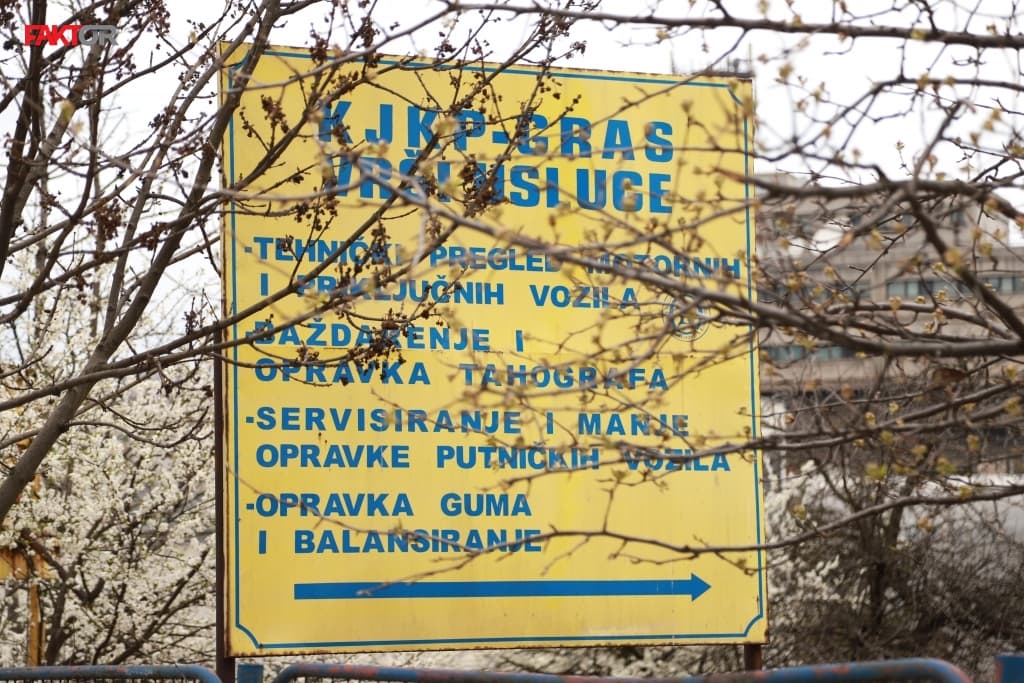 FAKTOR
KJKP-GRAS
VRŠI USLUGE
-TEHNIČKI PREGLED MOTORNIH
I PRIKLJUČNIH VOZILA
-BAŽDARENJE I
OPRAVKA TAHOGRAFA
-SERVISIRANJE I MANJE
OPRAVKE PUTNIČKIH VOZILA
-OPRAVKA GUMA
I BALANSIRANJE